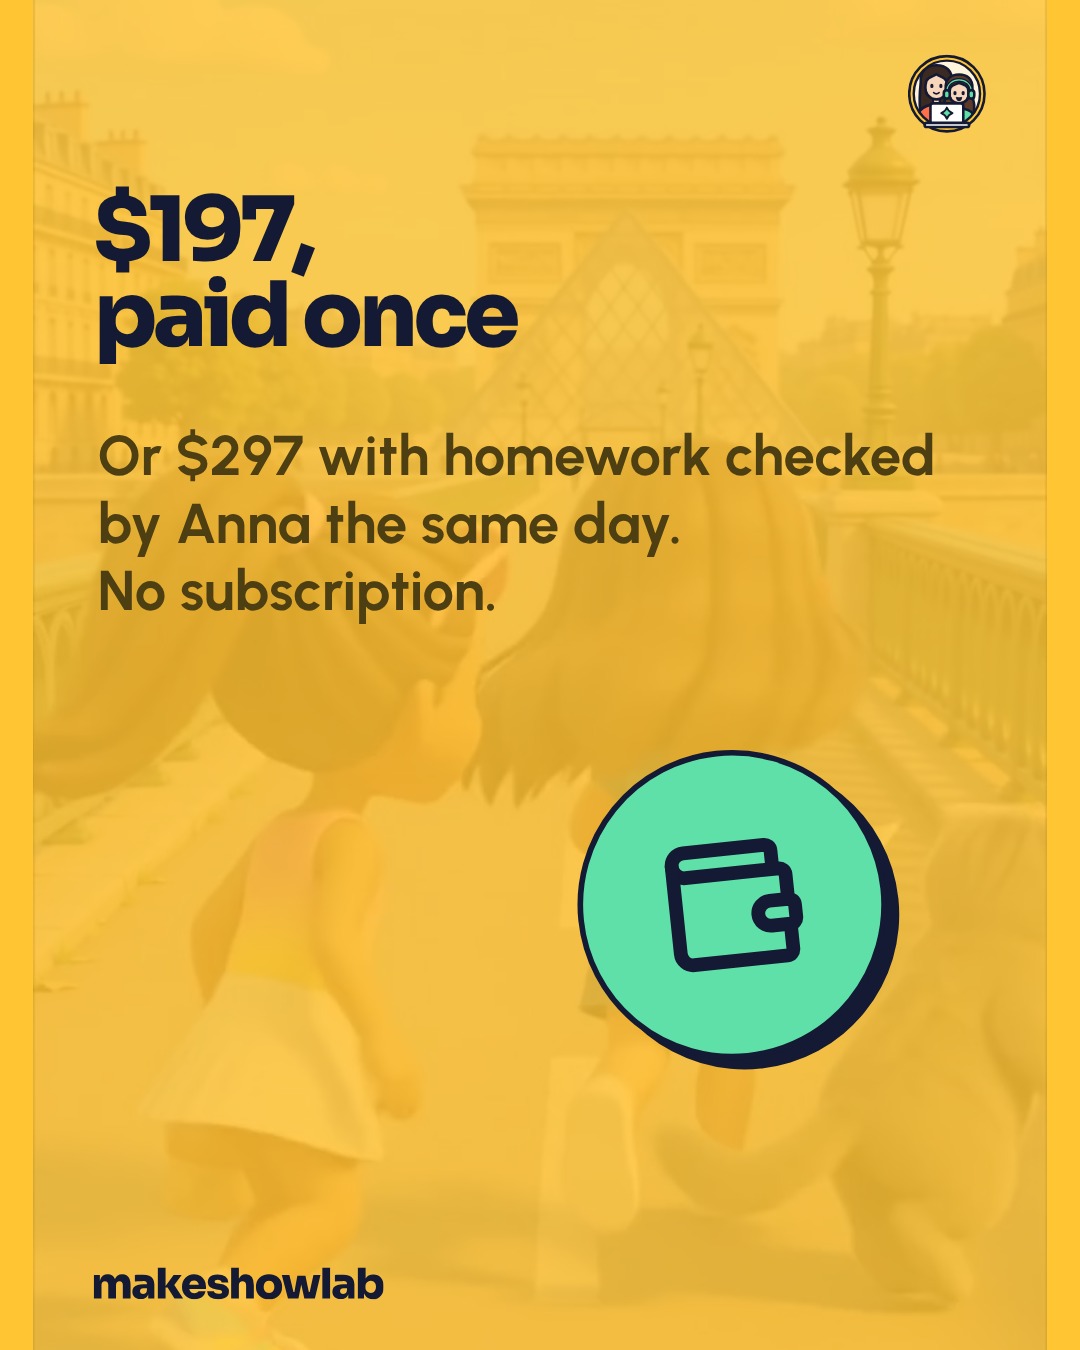 $197,
paid once
Or $297 with homework checked
by Anna the same day.
No subscription.
makeshowlab